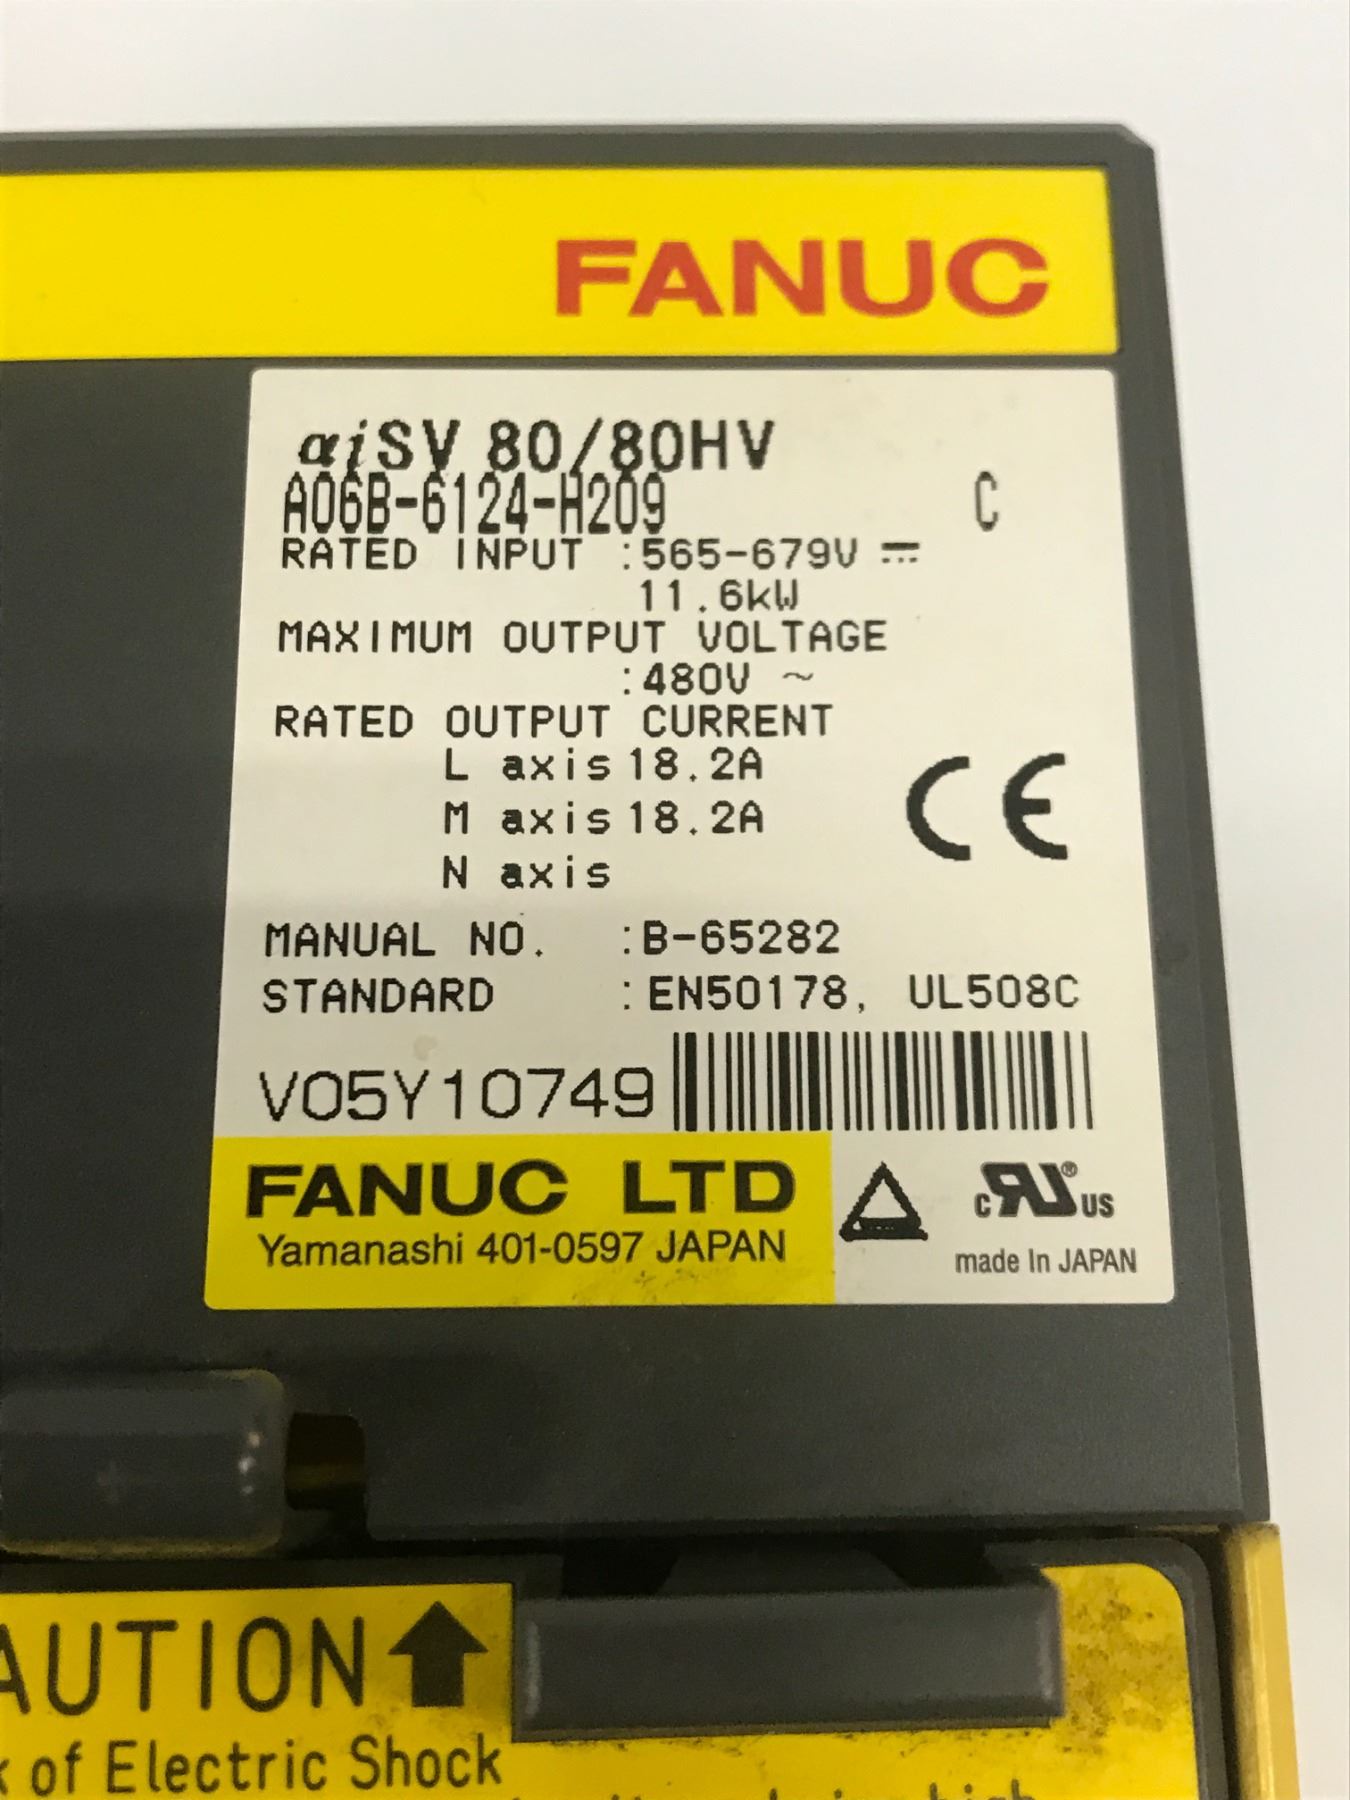 FANUC
αiSV 80/80HV
A06B-6124-H209 C
RATED INPUT :565-679V ⎓
11.6kW
MAXIMUM OUTPUT VOLTAGE
:480V ~
RATED OUTPUT CURRENT
L axis 18.2A
M axis 18.2A
N axis
CE
MANUAL NO. :B-65282
STANDARD :EN50178, UL508C
V05Y10749
FANUC LTD
Yamanashi 401-0597 JAPAN
c RU ® US
made In JAPAN
AUTION
of Electric Shock